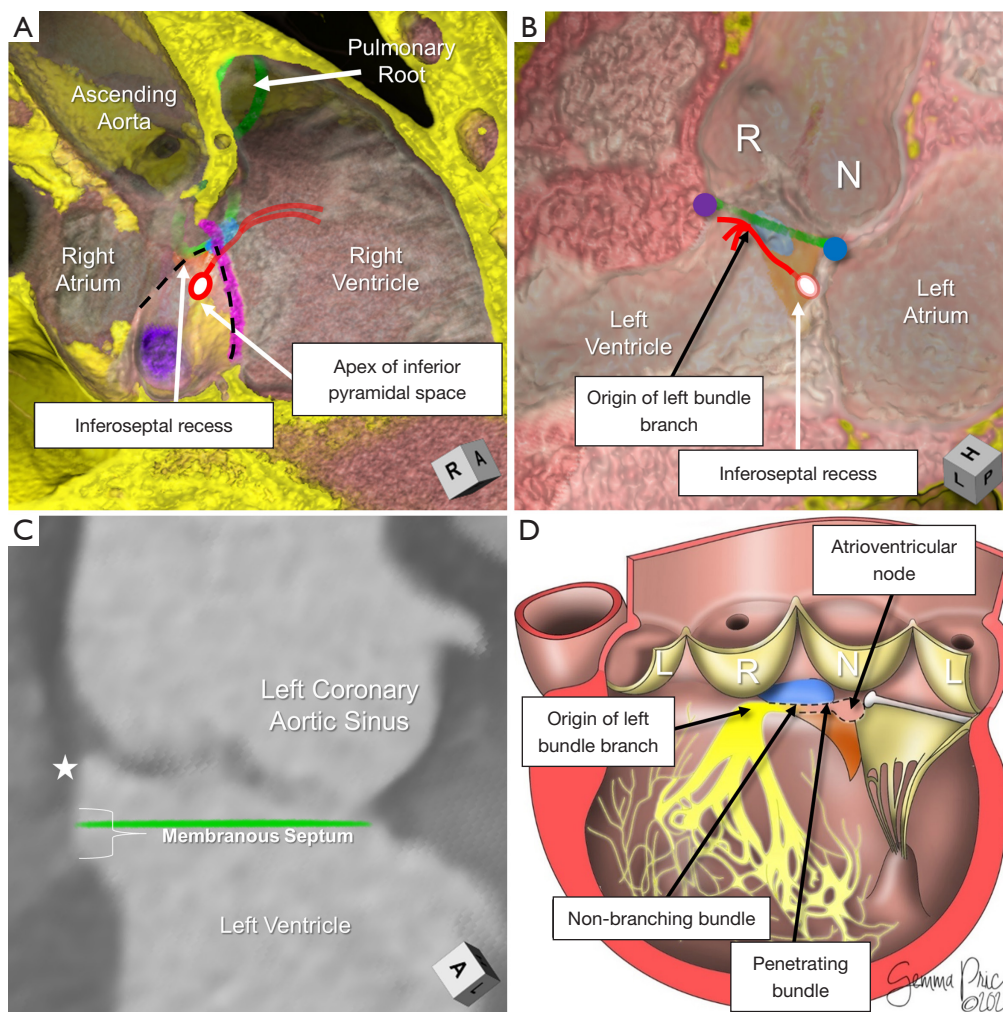 A
Pulmonary
Root
Ascending
Aorta
Right
Atrium
Right
Ventricle
Apex of inferior
pyramidal space
Inferoseptal recess
R
A
B
R
N
Left
Ventricle
Left
Atrium
Origin of left bundle
branch
Inferoseptal recess
H
L
P
C
Left Coronary
Aortic Sinus
Membranous Septum
Left Ventricle
A
L
D
Atrioventricular
node
L
R
N
L
Origin of left
bundle branch
Non-branching bundle
Penetrating
bundle
Gemma Pric
©202